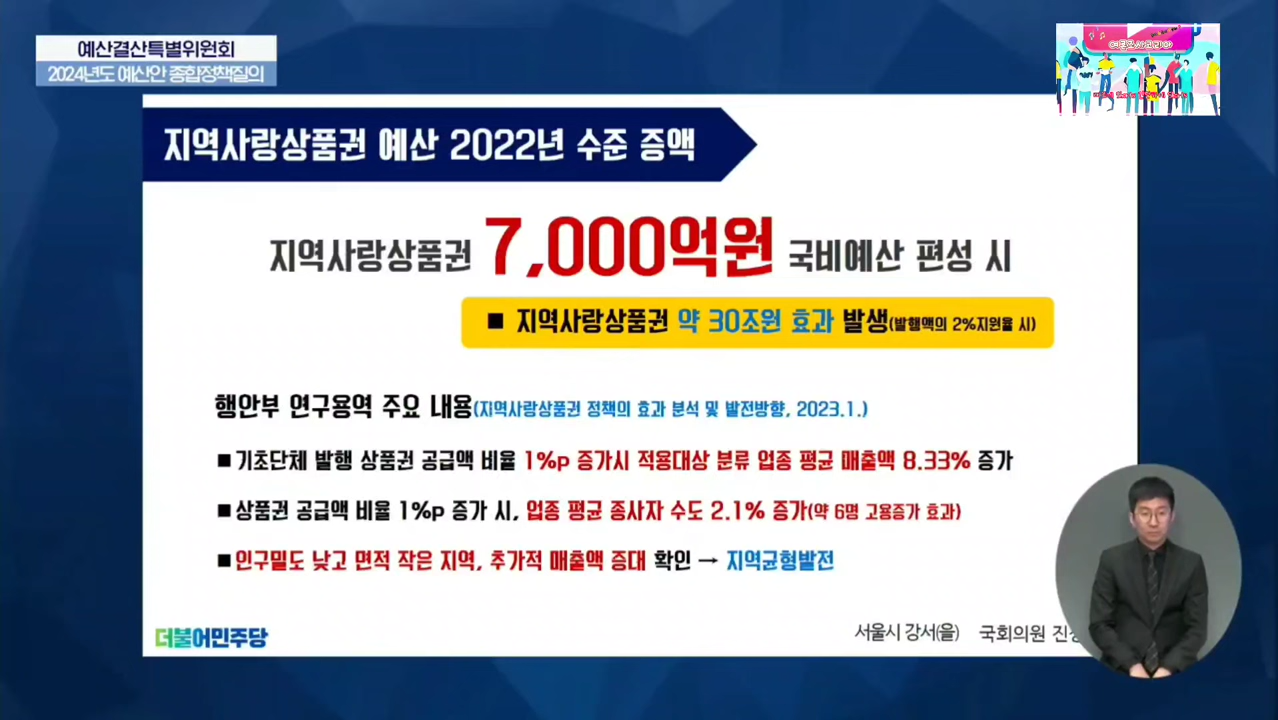 예산결산특별위원회
2024년도 예산안 종합정책질의
지역사랑상품권 예산 2022년 수준 증액
지역사랑상품권 7,000억원 국비예산 편성 시
■ 지역사랑상품권 약 30조원 효과 발생(발행액의 2%지원율 시)
행안부 연구용역 주요 내용(지역사랑상품권 정책의 효과 분석 및 발전방향, 2023.1.)
■ 기초단체 발행 상품권 공급액 비율 1%p 증가시 적용대상 분류 업종 평균 매출액 8.33% 증가
■ 상품권 공급액 비율 1%p 증가 시, 업종 평균 종사자 수도 2.1% 증가(약 6명 고용증가 효과)
■ 인구밀도 낮고 면적 작은 지역, 추가적 매출액 증대 확인 → 지역균형발전
더불어민주당
서울시 강서(을) 국회의원